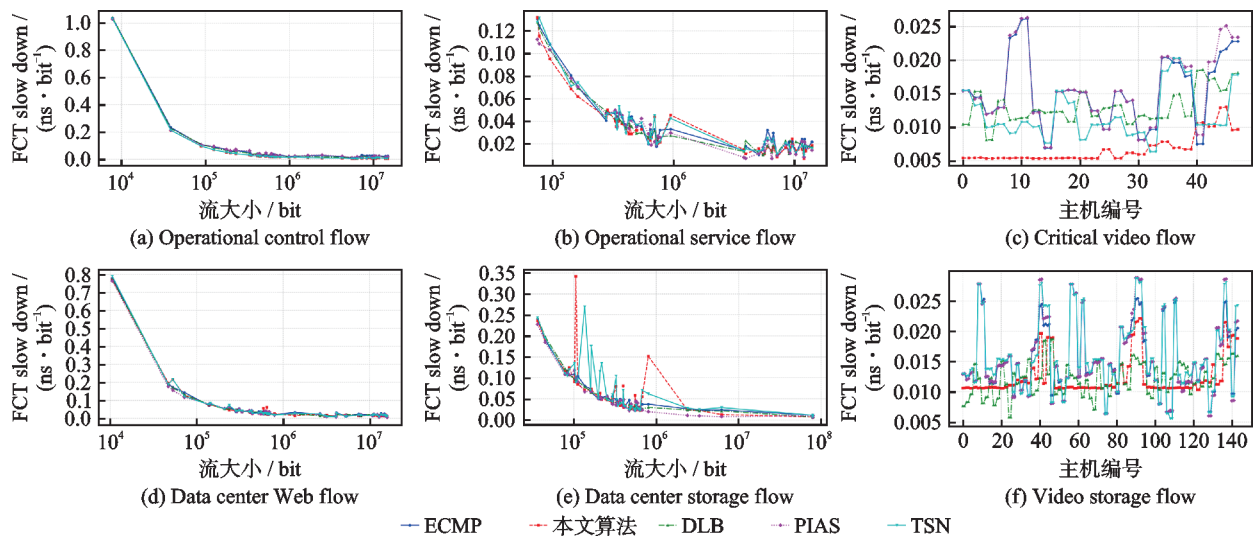 FCT slow down /
(ns · bit⁻¹)
1.0
0.8
0.6
0.4
0.2
0.0
10⁴ 10⁵ 10⁶ 10⁷
流大小 / bit
(a) Operational control flow
FCT slow down /
(ns · bit⁻¹)
0.12
0.10
0.08
0.06
0.04
0.02
10⁵ 10⁶ 10⁷
流大小 / bit
(b) Operational service flow
FCT slow down /
(ns · bit⁻¹)
0.025
0.020
0.015
0.010
0.005
0 10 20 30 40
主机编号
(c) Critical video flow
FCT slow down /
(ns · bit⁻¹)
0.8
0.7
0.6
0.5
0.4
0.3
0.2
0.1
0.0
10⁴ 10⁵ 10⁶ 10⁷
流大小 / bit
(d) Data center Web flow
FCT slow down /
(ns · bit⁻¹)
0.35
0.30
0.25
0.20
0.15
0.10
0.05
0.00
10⁵ 10⁶ 10⁷ 10⁸
流大小 / bit
(e) Data center storage flow
FCT slow down /
(ns · bit⁻¹)
0.025
0.020
0.015
0.010
0.005
0 20 40 60 80 100 120 140
主机编号
(f) Video storage flow
ECMP 本文算法 DLB PIAS TSN